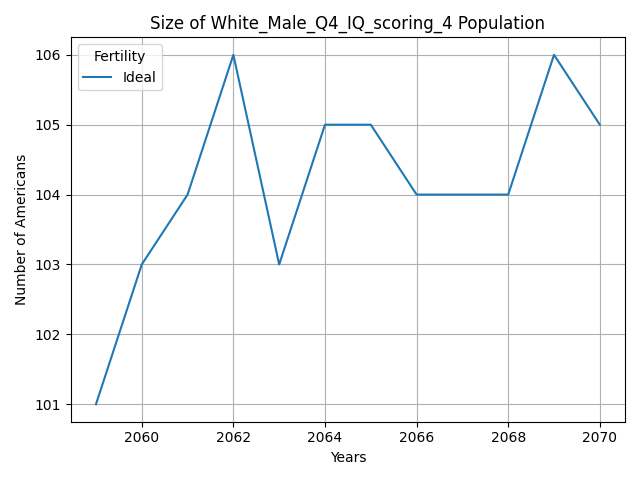 Size of White_Male_Q4_IQ_scoring_4 Population
Fertility
Ideal
Number of Americans
106
105
104
103
102
101
2060 2062 2064 2066 2068 2070
Years